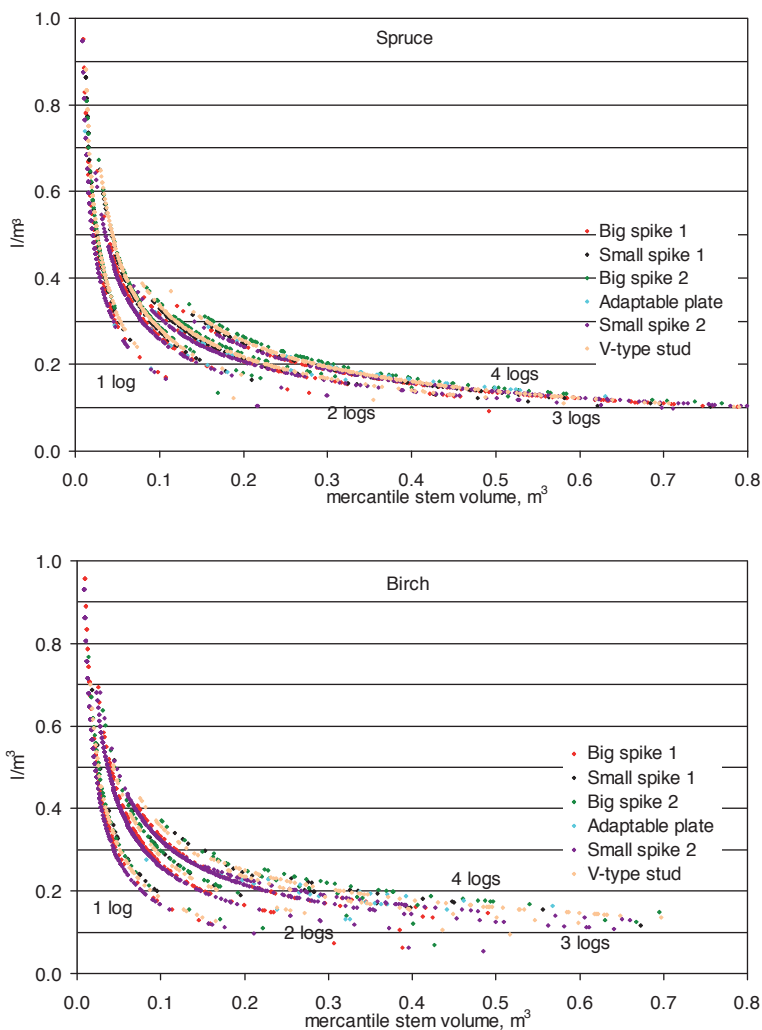 1.0
Spruce
0.8
0.6
l/m³
Big spike 1
Small spike 1
Big spike 2
Adaptable plate
Small spike 2
V-type stud
0.4
0.2
1 log
4 logs
2 logs
3 logs
0.0
0.0 0.1 0.2 0.3 0.4 0.5 0.6 0.7 0.8
mercantile stem volume, m³
1.0
Birch
0.8
0.6
l/m³
Big spike 1
Small spike 1
Big spike 2
Adaptable plate
Small spike 2
V-type stud
0.4
0.2
1 log
4 logs
2 logs
3 logs
0.0
0.0 0.1 0.2 0.3 0.4 0.5 0.6 0.7 0.8
mercantile stem volume, m³